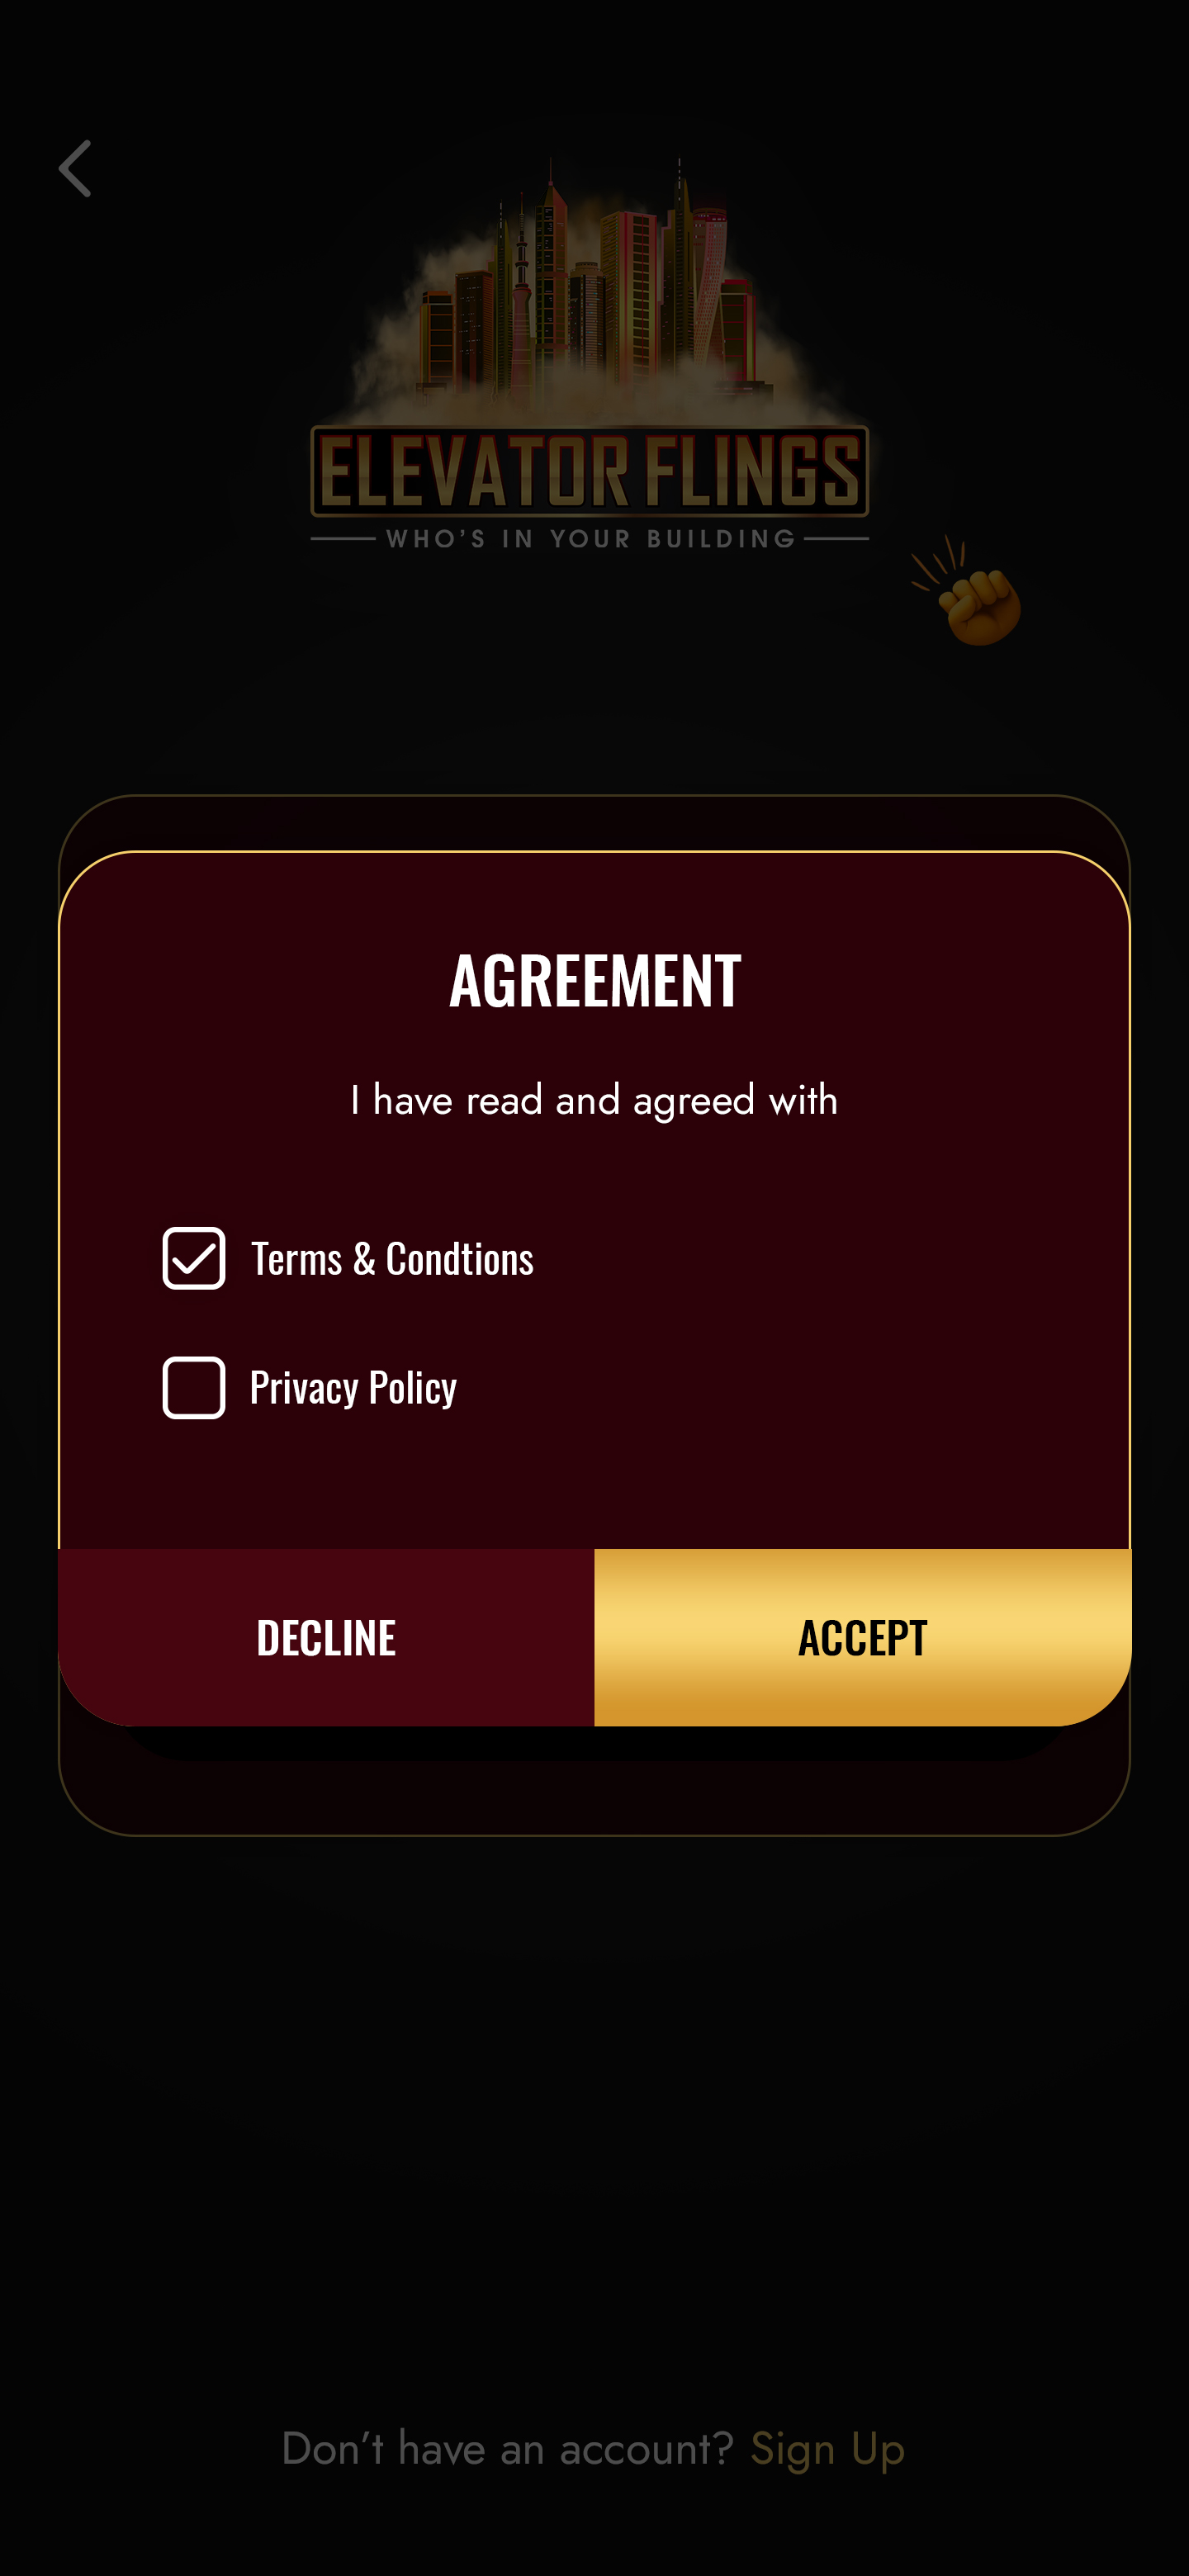 ELEVATOR FLINGS
WHO'S IN YOUR BUILDING
AGREEMENT
I have read and agreed with
Terms & Condtions
Privacy Policy
DECLINE
ACCEPT
Don't have an account? Sign Up